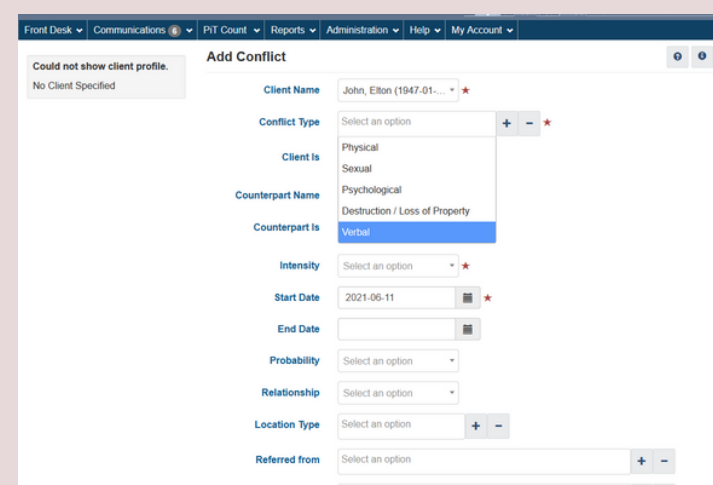 Front Desk Communications 6 PiT Count Reports Administration Help My Account
Could not show client profile.
No Client Specified
Add Conflict
Client Name John, Elton (1947-01-...
Conflict Type Select an option
Physical
Client Is
Sexual
Psychological
Counterpart Name
Destruction / Loss of Property
Counterpart Is
Verbal
Intensity Select an option
Start Date 2021-06-11
End Date
Probability Select an option
Relationship Select an option
Location Type Select an option
Referred from Select an option